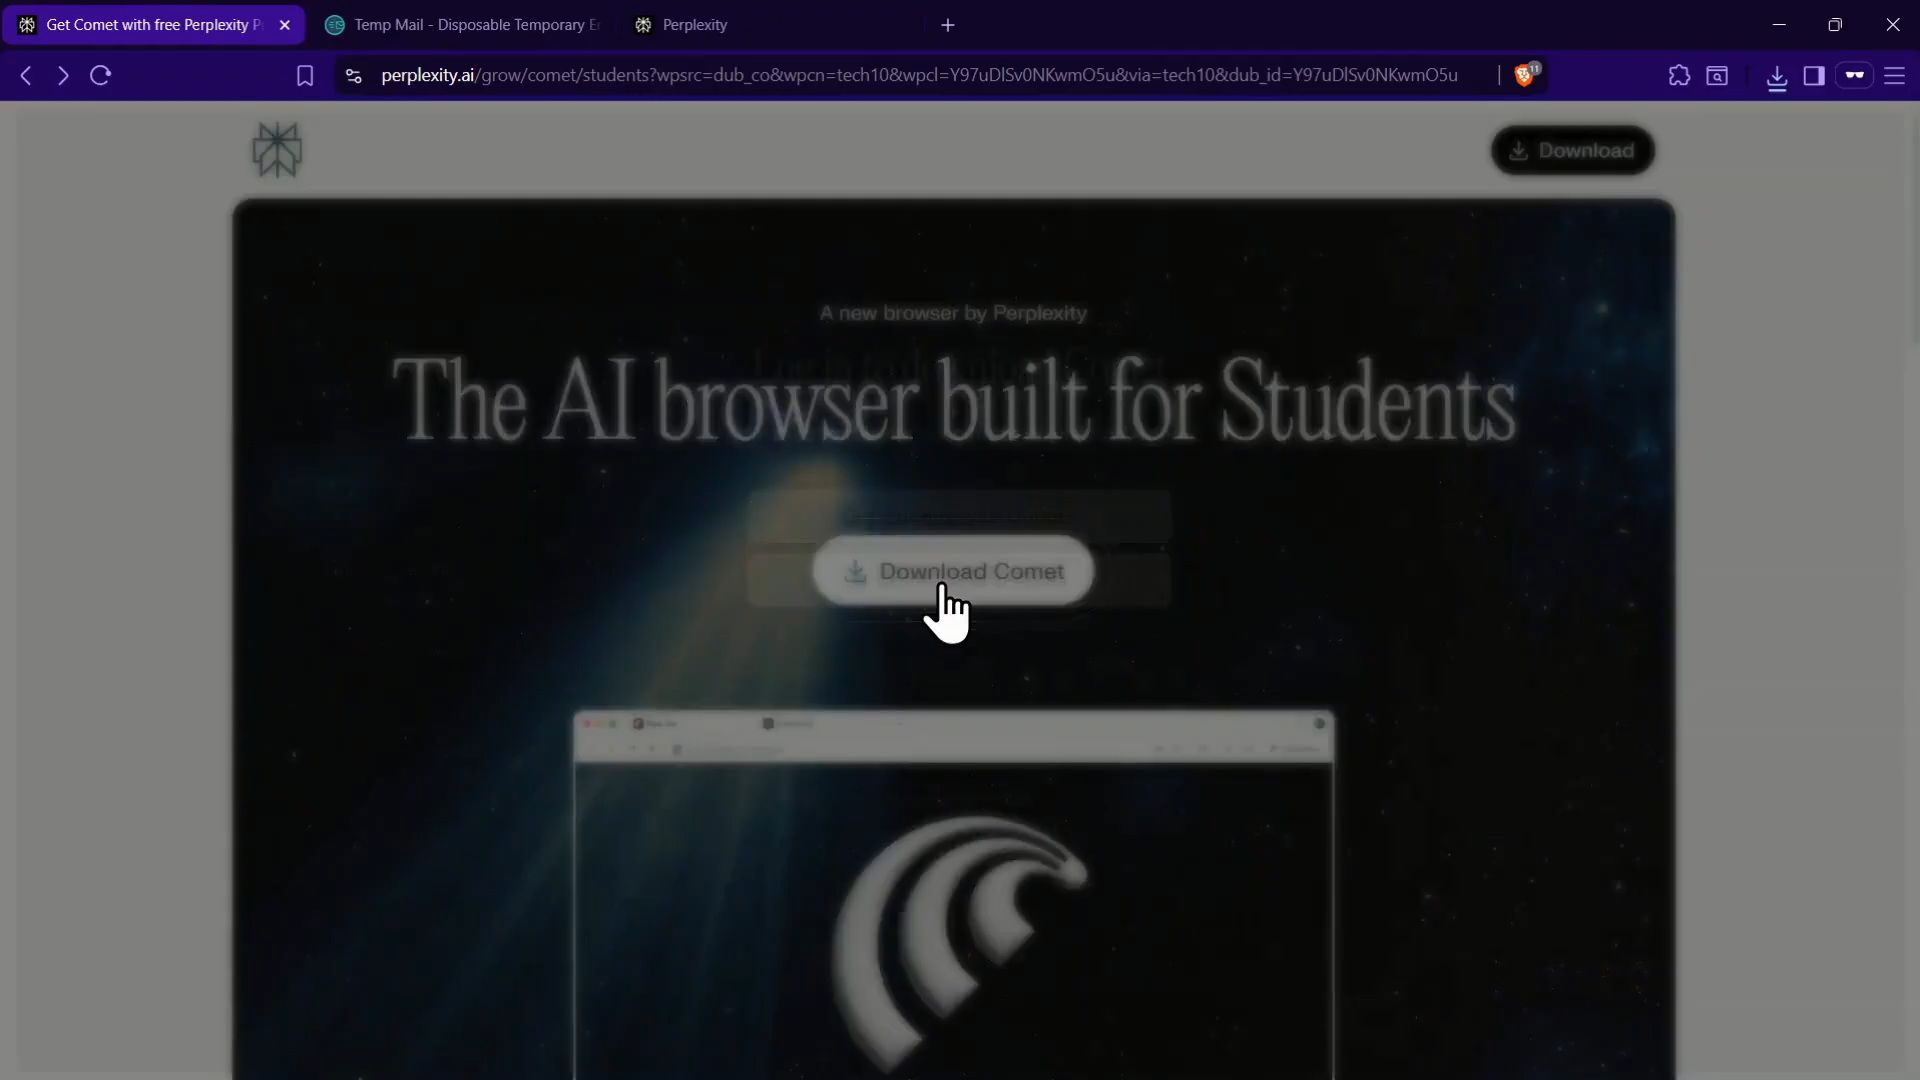 Get Comet with free Perplexity P
Temp Mail - Disposable Temporary E
Perplexity
perplexity.ai/grow/comet/students?wpsrc=dub_co&wpcn=tech10&wpcl=Y97uDlSv0NKwmO5u&via=tech10&dub_id=Y97uDlSv0NKwmO5u
11
Download
A new browser by Perplexity
The AI browser built for Students
Download Comet